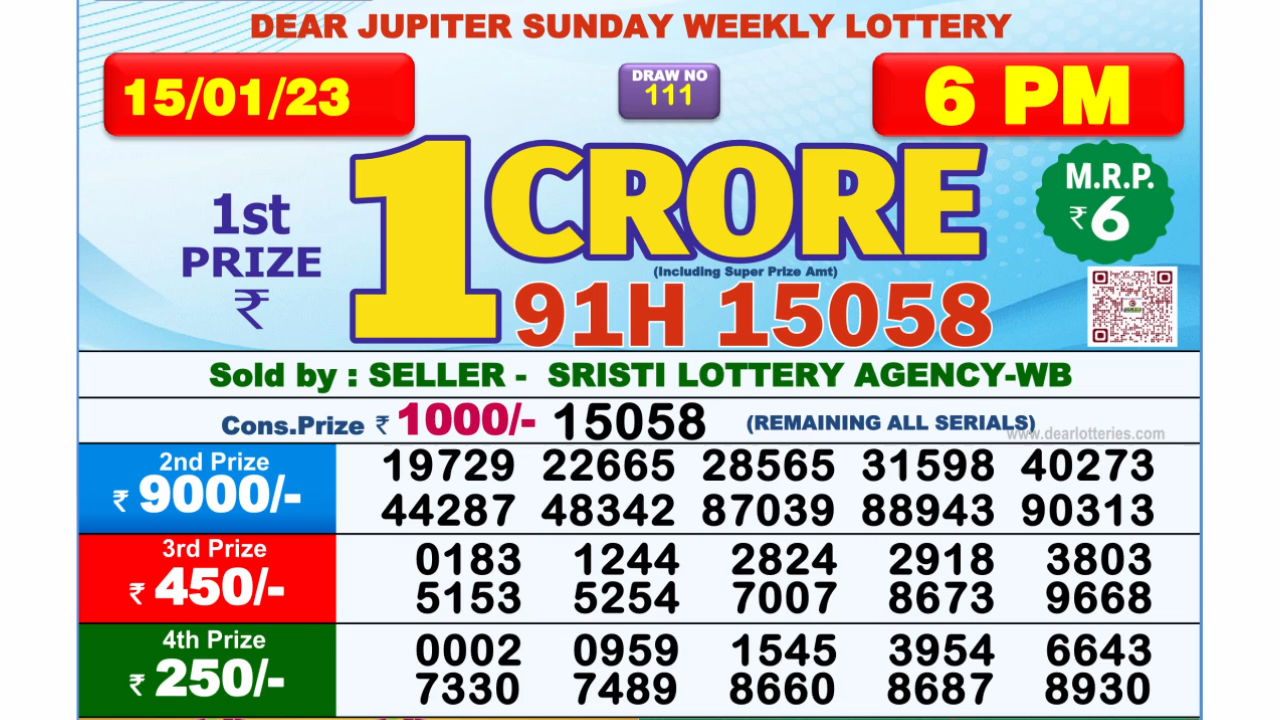 DEAR JUPITER SUNDAY WEEKLY LOTTERY
15/01/23
DRAW NO
111
6 PM
1st
PRIZE
₹
1 CRORE
(Including Super Prize Amt)
91H 15058
M.R.P.
₹ 6
Sold by : SELLER - SRISTI LOTTERY AGENCY-WB
Cons.Prize ₹ 1000/- 15058 (REMAINING ALL SERIALS)
www.dearlotteries.com
2nd Prize
₹ 9000/-
19729 22665 28565 31598 40273
44287 48342 87039 88943 90313
3rd Prize
₹ 450/-
0183 1244 2824 2918 3803
5153 5254 7007 8673 9668
4th Prize
₹ 250/-
0002 0959 1545 3954 6643
7330 7489 8660 8687 8930